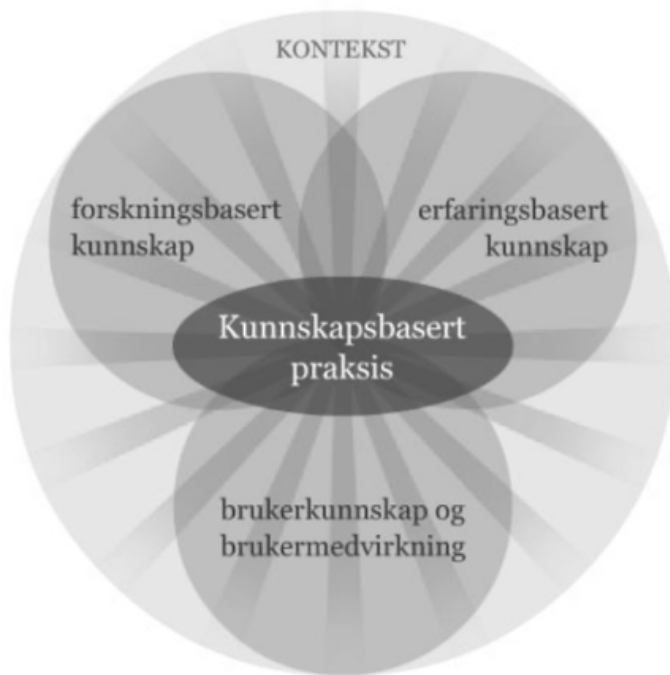 KONTEKST
forskningsbasert
kunnskap
erfaringsbasert
kunnskap
Kunnskapsbasert
praksis
brukerkunnskap og
brukermedvirkning